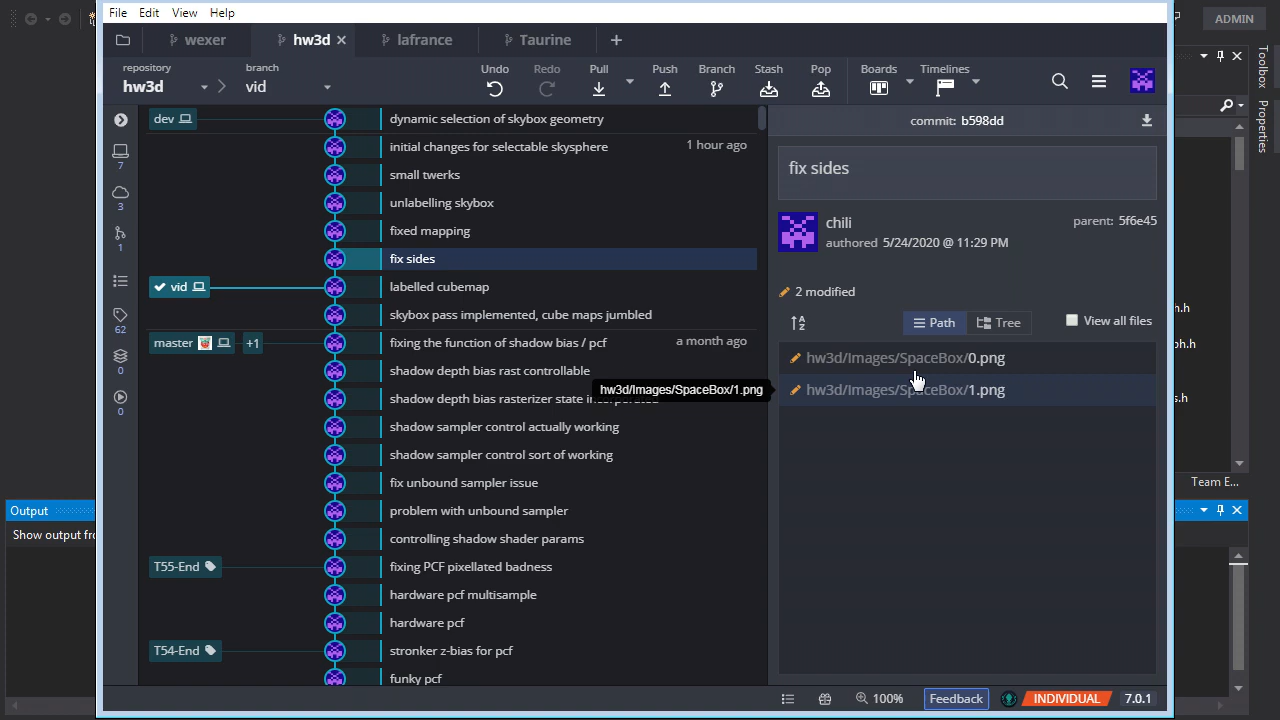 File Edit View Help
ADMIN
wexer hw3d lafrance Taurine
repository
hw3d
branch
vid
Undo Redo Pull Push Branch Stash Pop Boards Timelines
Toolbox
Properties
dev
dynamic selection of skybox geometry
initial changes for selectable skysphere 1 hour ago
small twerks
unlabelling skybox
fixed mapping
fix sides
vid
labelled cubemap
skybox pass implemented, cube maps jumbled
master +1
fixing the function of shadow bias / pcf a month ago
shadow depth bias rast controllable
shadow depth bias rasterizer state
shadow sampler control actually working
shadow sampler control sort of working
fix unbound sampler issue
problem with unbound sampler
controlling shadow shader params
T55-End
fixing PCF pixellated badness
hardware pcf multisample
hardware pcf
T54-End
stronker z-bias for pcf
funky pcf
7
3
1
62
0
0
commit: b598dd
fix sides
chili
authored 5/24/2020 @ 11:29 PM
parent: 5f6e45
2 modified
Path Tree View all files
hw3d/Images/SpaceBox/0.png
hw3d/Images/SpaceBox/1.png
hw3d/Images/SpaceBox/1.png
100% Feedback INDIVIDUAL 7.0.1
Output
Show output fro
t.h
ph.h
s.h
Team E...